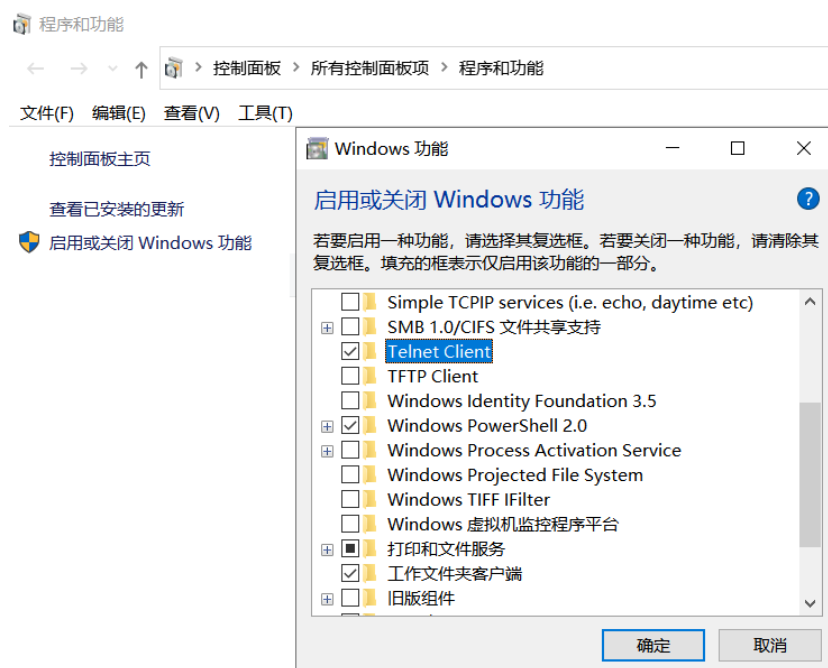 程序和功能
控制面板 > 所有控制面板项 > 程序和功能
文件(F) 编辑(E) 查看(V) 工具(T)
控制面板主页
查看已安装的更新
启用或关闭 Windows 功能
Windows 功能
启用或关闭 Windows 功能
?
若要启用一种功能，请选择其复选框。若要关闭一种功能，请清除其
复选框。填充的框表示仅启用该功能的一部分。
Simple TCPIP services (i.e. echo, daytime etc)
SMB 1.0/CIFS 文件共享支持
Telnet Client
TFTP Client
Windows Identity Foundation 3.5
Windows PowerShell 2.0
Windows Process Activation Service
Windows Projected File System
Windows TIFF IFilter
Windows 虚拟机监控程序平台
打印和文件服务
工作文件夹客户端
旧版组件
确定 取消